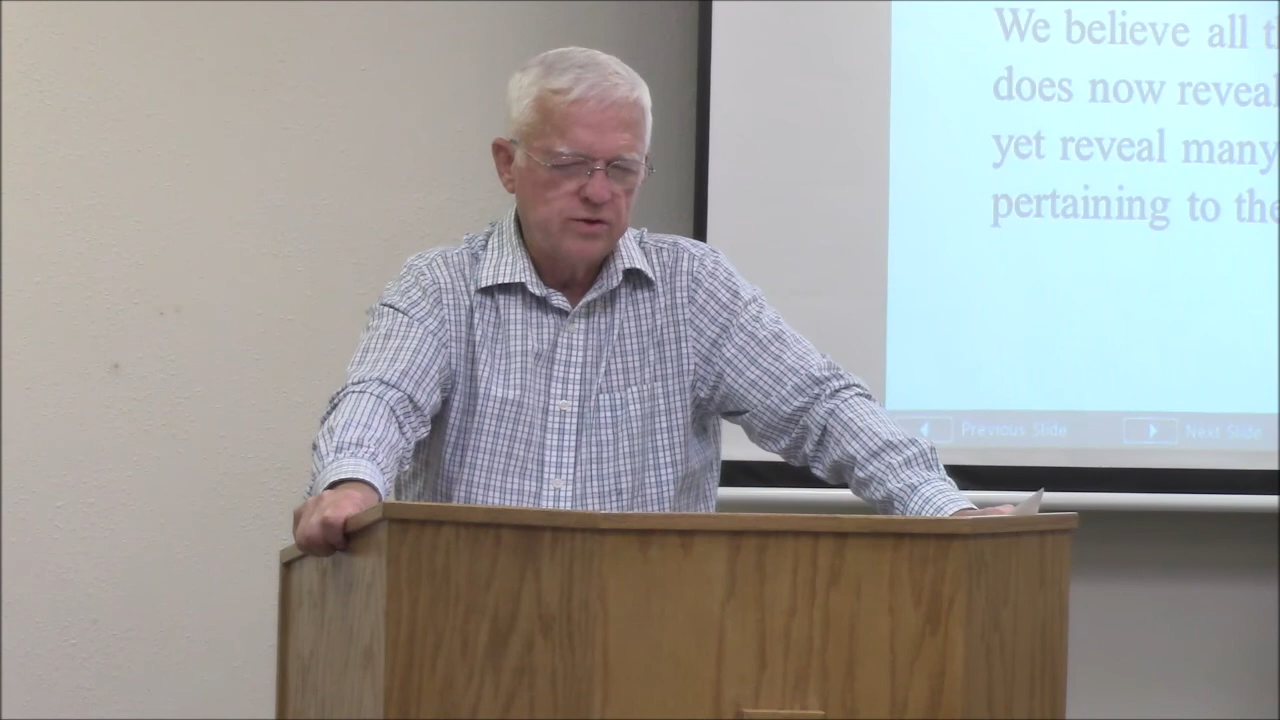 We believe all t
does now reveal
yet reveal many
pertaining to the
Previous Slide
Next Slide